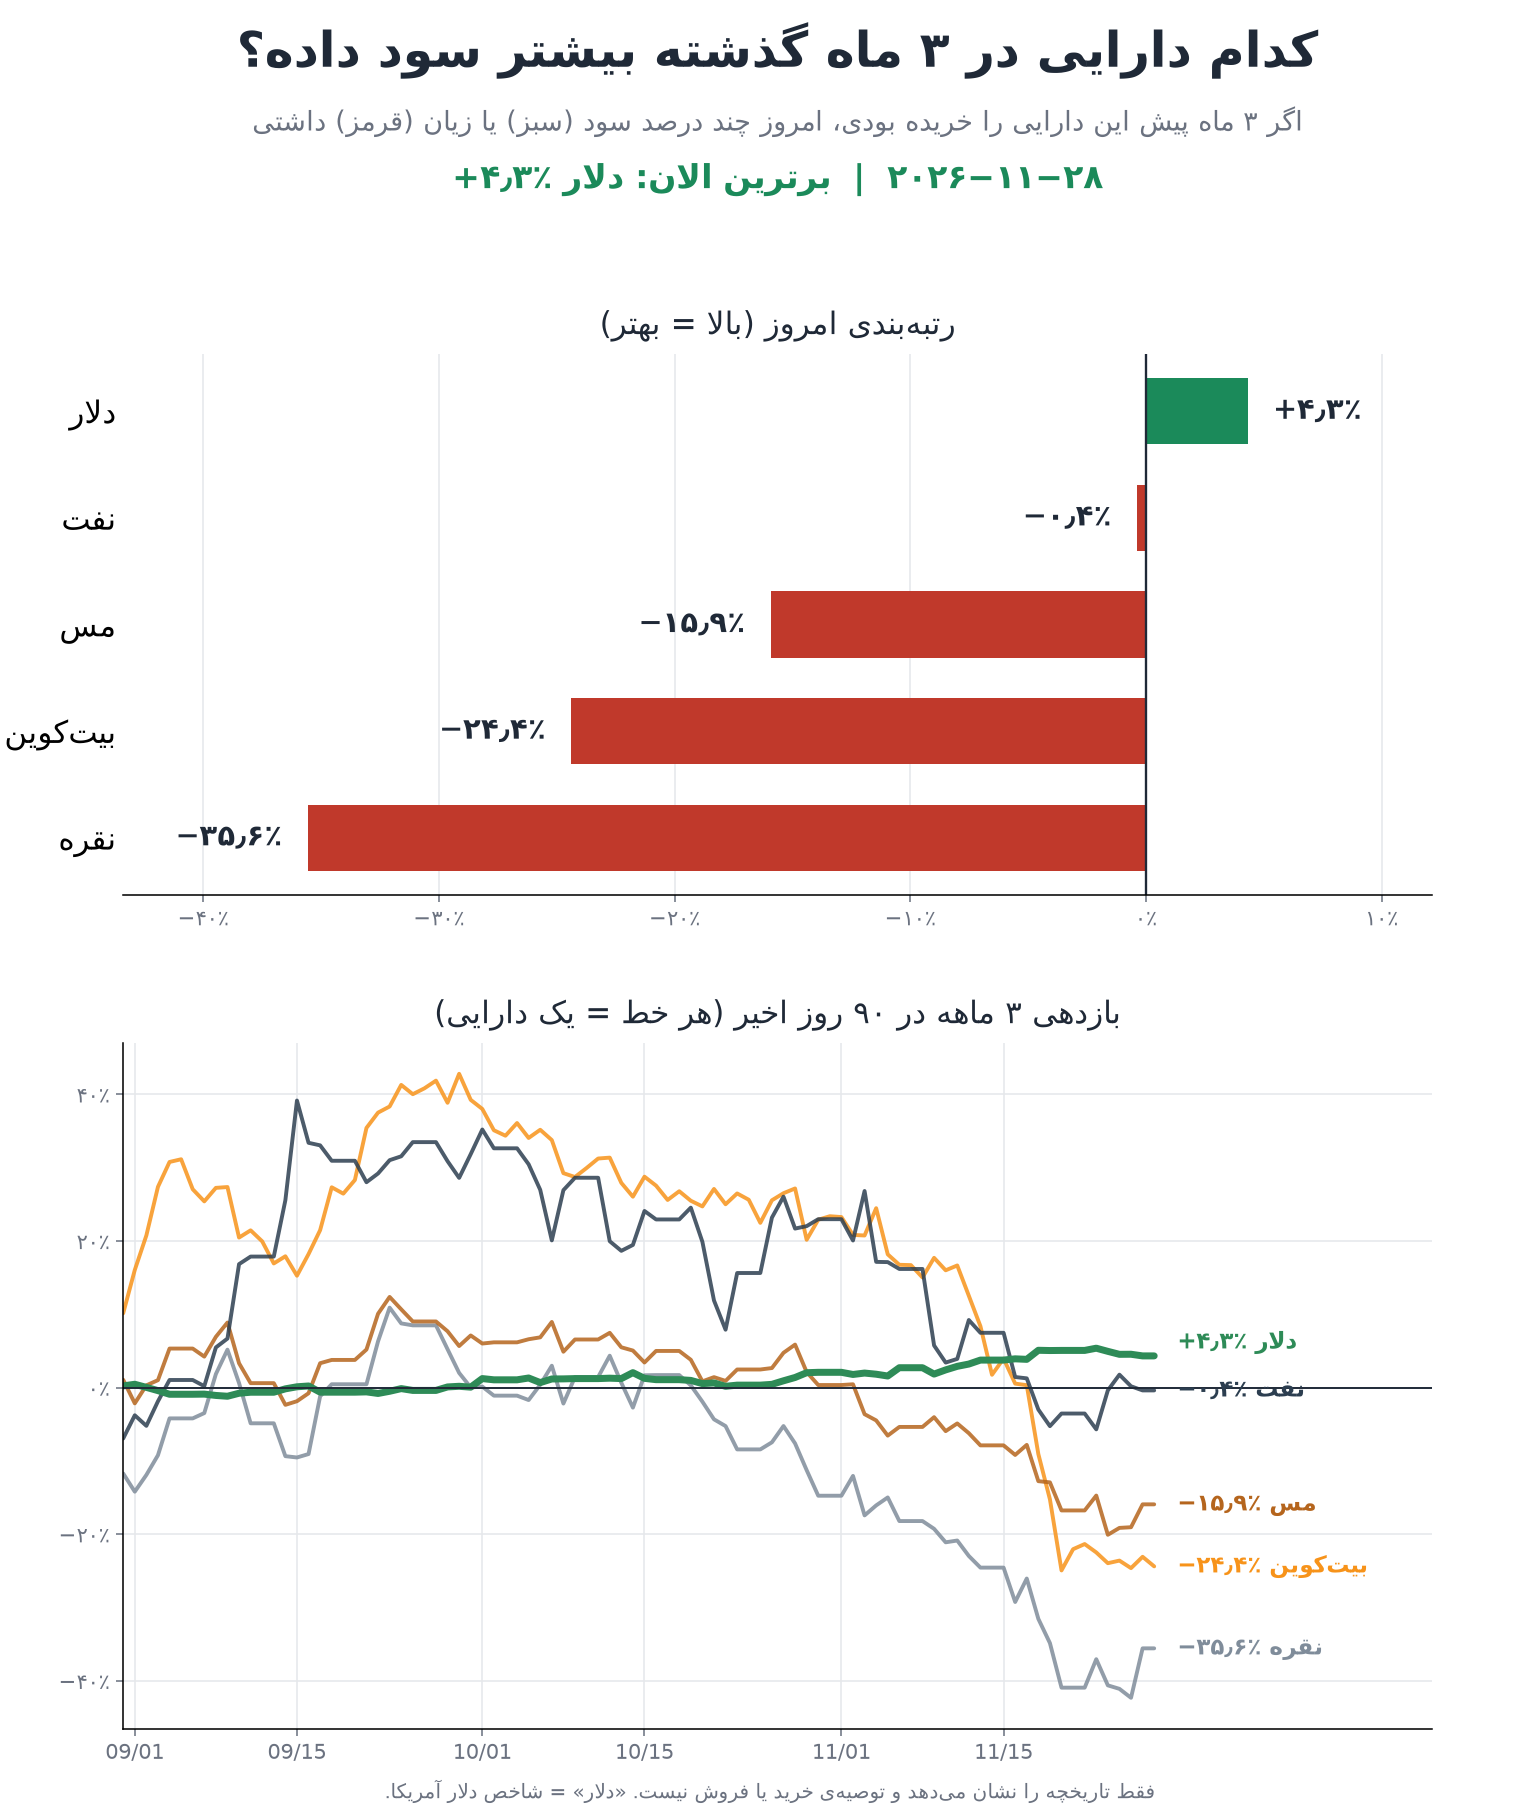 کدام دارایی در ۳ ماه گذشته بیشتر سود داده؟
اگر ۳ ماه پیش این دارایی را خریده بودی، امروز چند درصد سود (سبز) یا زیان (قرمز) داشتی
۲۰۲۶−۱۱−۲۸ | برترین الان: دلار +۴٫۳٪
رتبه‌بندی امروز (بالا = بهتر)
دلار +۴٫۳٪
نفت −۰٫۴٪
مس −۱۵٫۹٪
بیت‌کوین −۲۴٫۴٪
نقره −۳۵٫۶٪
−۴۰٪ −۳۰٪ −۲۰٪ −۱۰٪ ۰٪ ۱۰٪
بازدهی ۳ ماهه در ۹۰ روز اخیر (هر خط = یک دارایی)
۴۰٪
۲۰٪
۰٪
−۲۰٪
−۴۰٪
دلار +۴٫۳٪
نفت −۰٫۴٪
مس −۱۵٫۹٪
بیت‌کوین −۲۴٫۴٪
نقره −۳۵٫۶٪
09/01 09/15 10/01 10/15 11/01 11/15
فقط تاریخچه را نشان می‌دهد و توصیه‌ی خرید یا فروش نیست. «دلار» = شاخص دلار آمریکا.